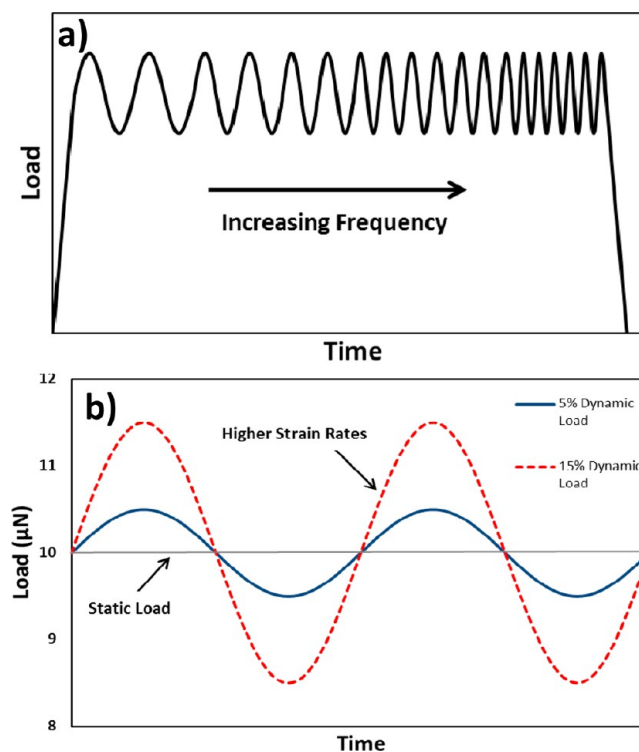 a)
Load
Increasing Frequency
Time
b)
12
11
10
9
8
Load (µN)
5% Dynamic
Load
15% Dynamic
Load
Higher Strain Rates
Static Load
Time